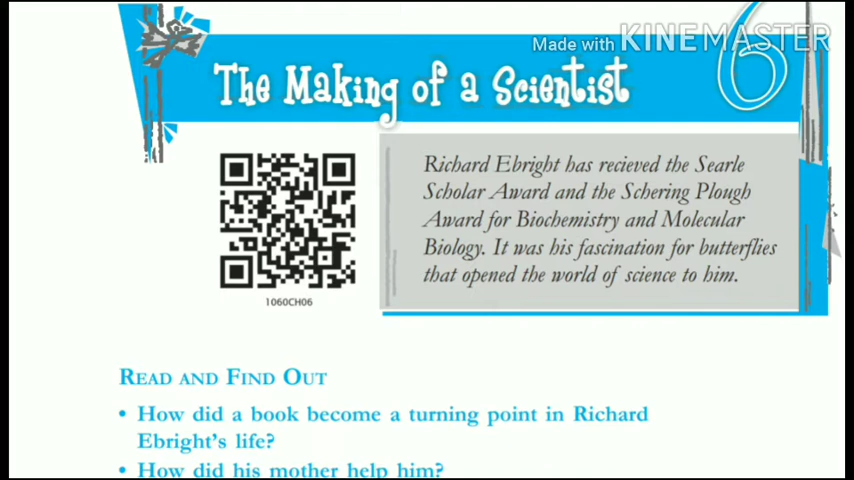 Made with KINEMASTER
6
The Making of a Scientist
Richard Ebright has recieved the Searle
Scholar Award and the Schering Plough
Award for Biochemistry and Molecular
Biology. It was his fascination for butterflies
that opened the world of science to him.
1060CH06
READ AND FIND OUT
• How did a book become a turning point in Richard
Ebright's life?
• How did his mother help him?